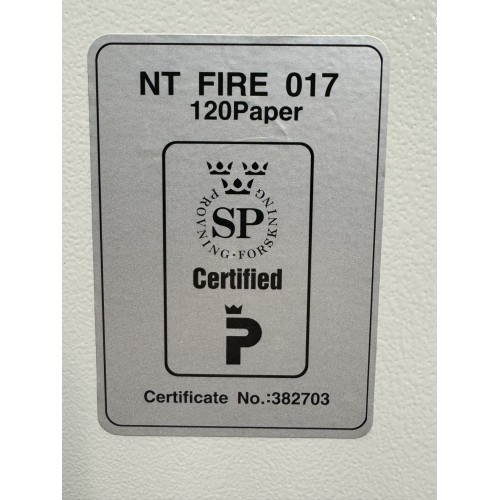 NT FIRE 017
120Paper
PROVNING · FORSKNING
SP
Certified
P
Certificate No.:382703